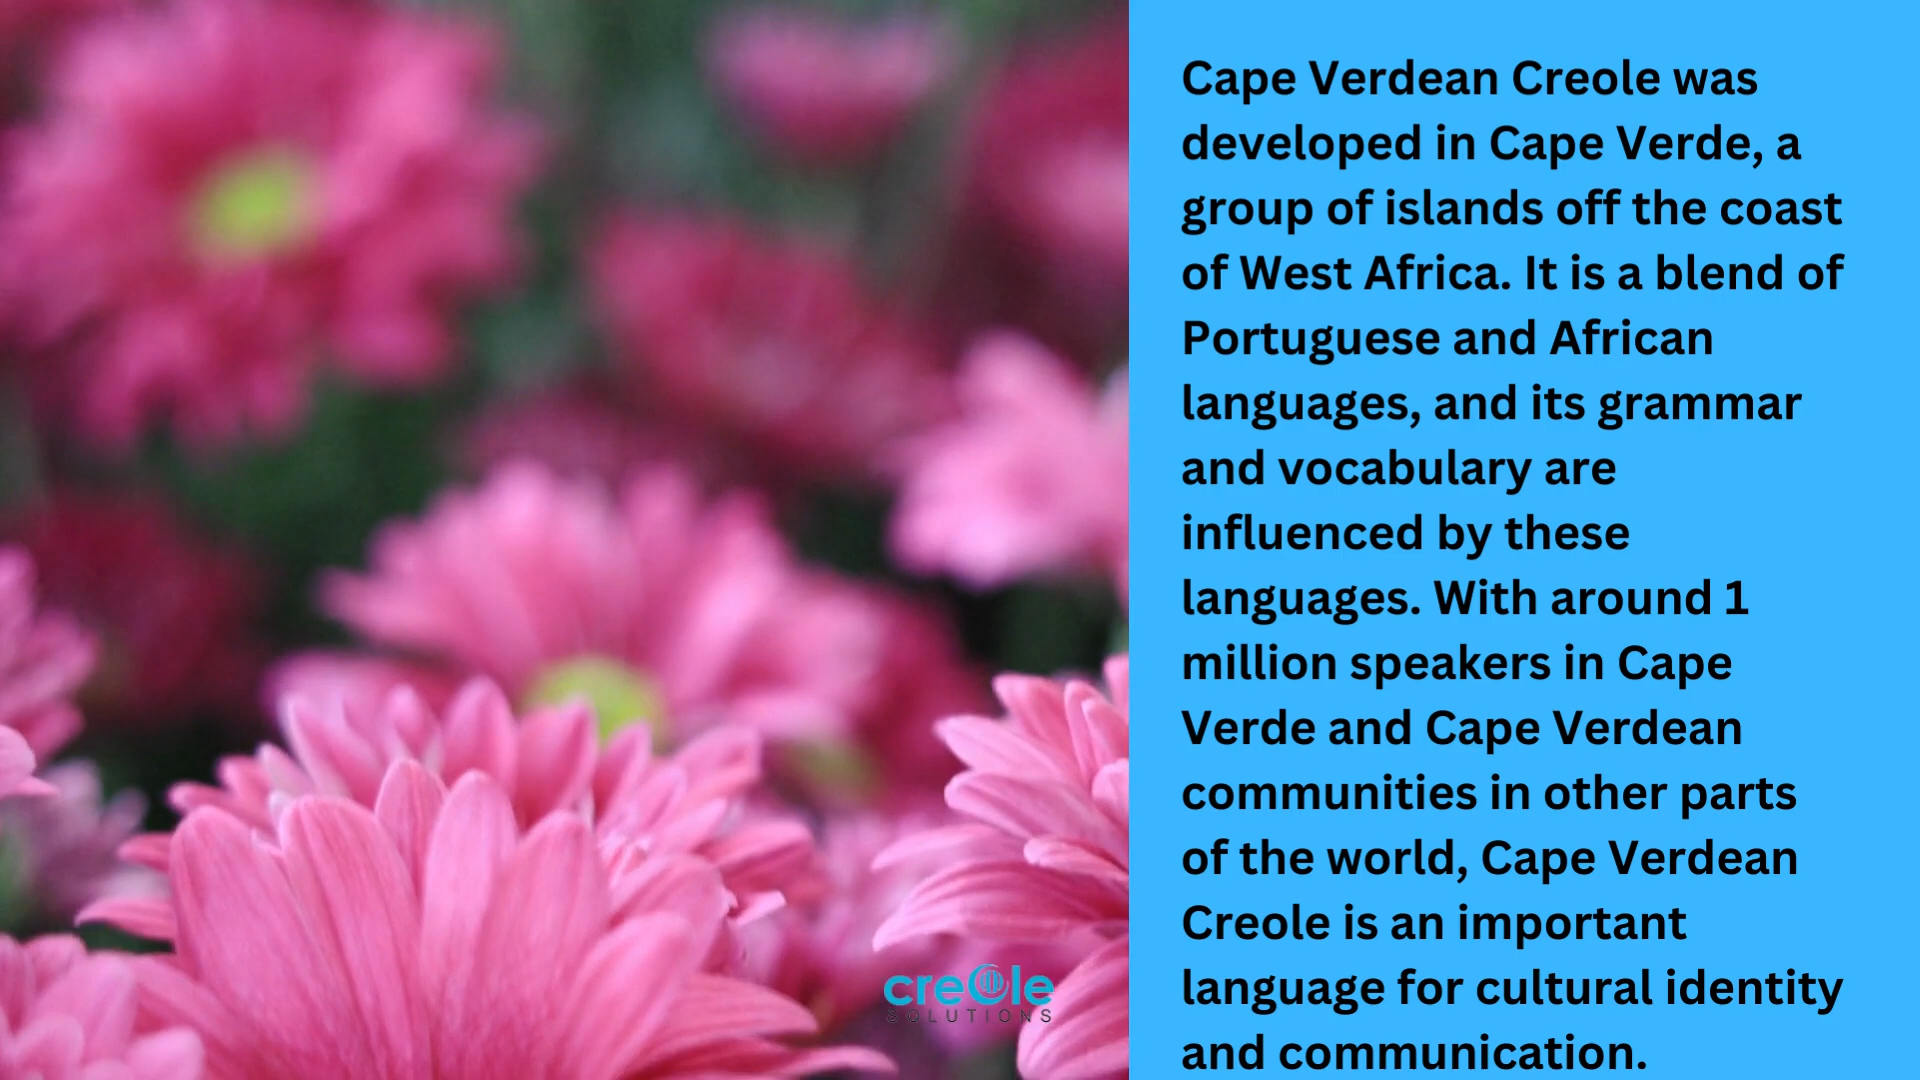 Cape Verdean Creole was
developed in Cape Verde, a
group of islands off the coast
of West Africa. It is a blend of
Portuguese and African
languages, and its grammar
and vocabulary are
influenced by these
languages. With around 1
million speakers in Cape
Verde and Cape Verdean
communities in other parts
of the world, Cape Verdean
Creole is an important
language for cultural identity
and communication.
creole
SOLUTIONS